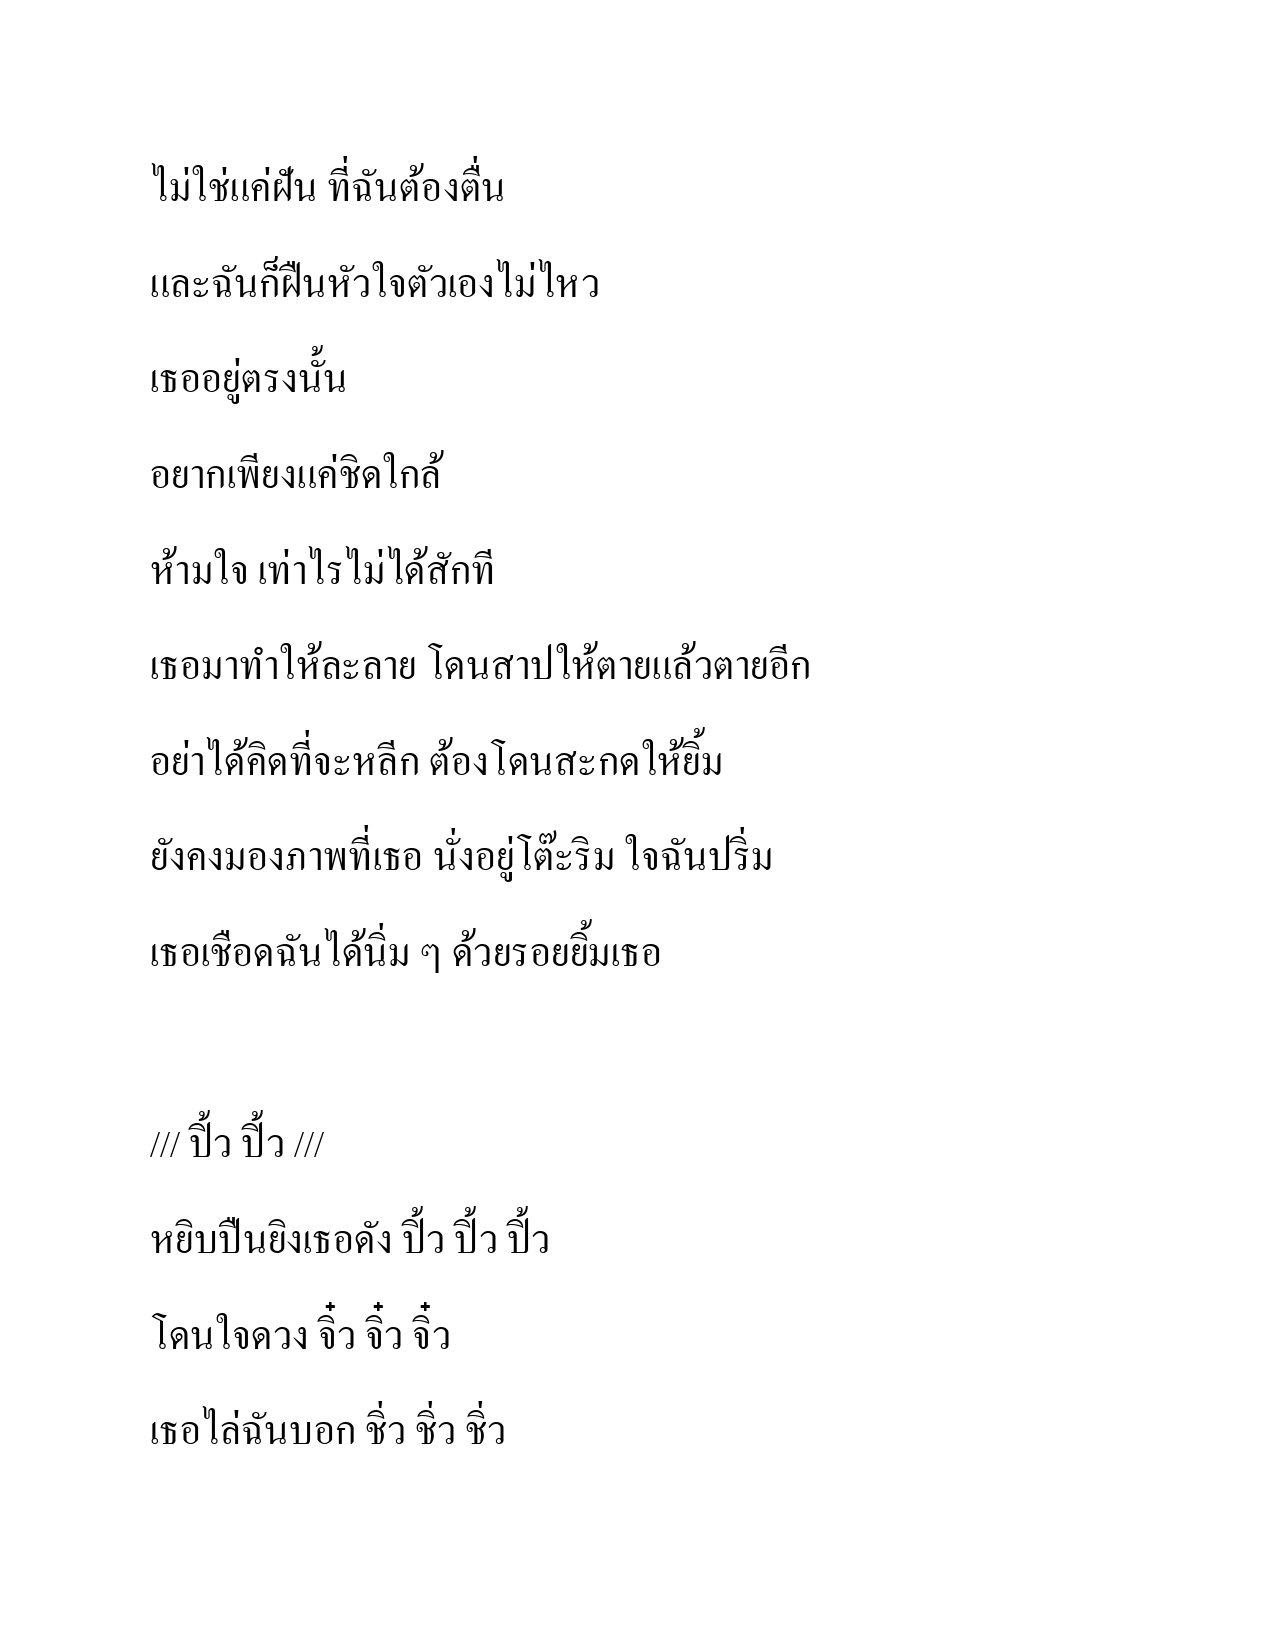 ไม่ใช่แค่ฝัน ที่ฉันต้องตื่น
และฉันก็ฝืนหัวใจตัวเองไม่ไหว
เธออยู่ตรงนั้น
อยากเพียงแค่ชิดใกล้
ห้ามใจ เท่าไรไม่ได้สักที
เธอมาทำให้ละลาย โดนสาปให้ตายแล้วตายอีก
อย่าได้คิดที่จะหลีก ต้องโดนสะกดให้ยิ้ม
ยังคงมองภาพที่เธอ นั่งอยู่โต๊ะริม ใจฉันปริ่ม
เธอเชือดฉันได้นิ่ม ๆ ด้วยรอยยิ้มเธอ
/// ปิ้ว ปิ้ว ///
หยิบปืนยิงเธอดัง ปิ้ว ปิ้ว ปิ้ว
โดนใจดวง จิ๋ว จิ๋ว จิ๋ว
เธอไล่ฉันบอก ชิ่ว ชิ่ว ชิ่ว